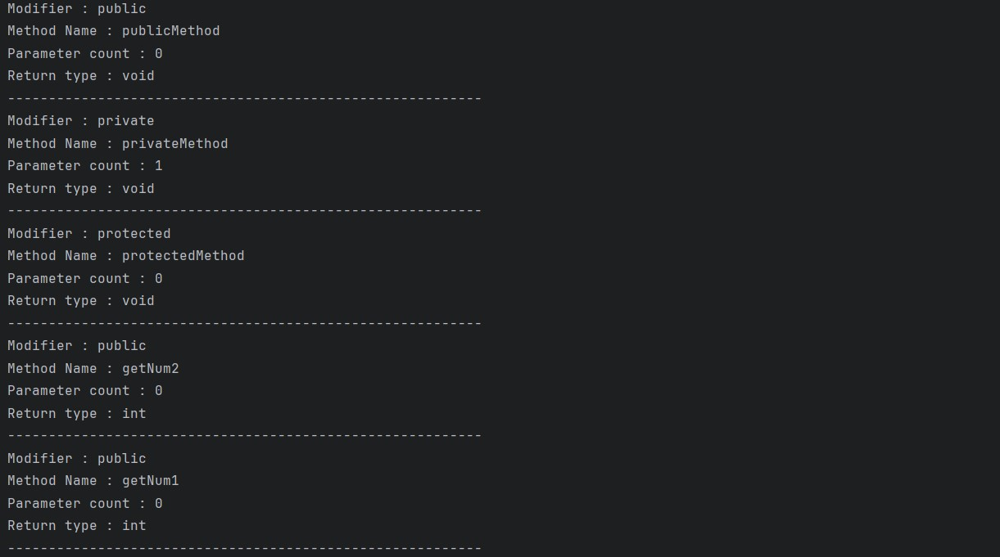 Modifier : public
Method Name : publicMethod
Parameter count : 0
Return type : void
----------------------------------------------------------
Modifier : private
Method Name : privateMethod
Parameter count : 1
Return type : void
----------------------------------------------------------
Modifier : protected
Method Name : protectedMethod
Parameter count : 0
Return type : void
----------------------------------------------------------
Modifier : public
Method Name : getNum2
Parameter count : 0
Return type : int
----------------------------------------------------------
Modifier : public
Method Name : getNum1
Parameter count : 0
Return type : int
----------------------------------------------------------